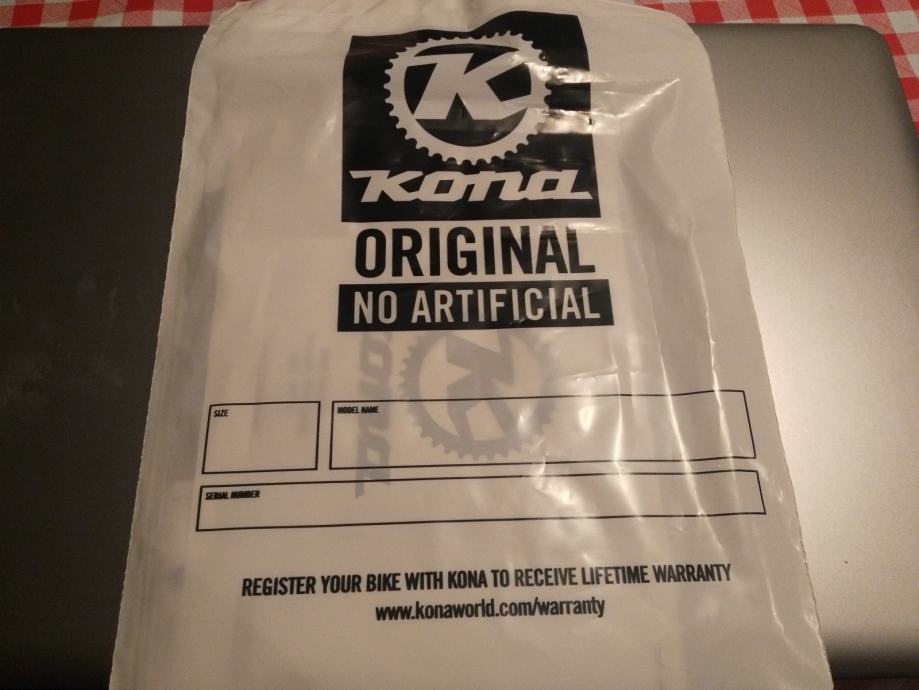 K
kona
ORIGINAL
NO ARTIFICIAL
kona
K
SIZE
MODEL NAME
SERIAL NUMBER
REGISTER YOUR BIKE WITH KONA TO RECEIVE LIFETIME WARRANTY
www.konaworld.com/warranty